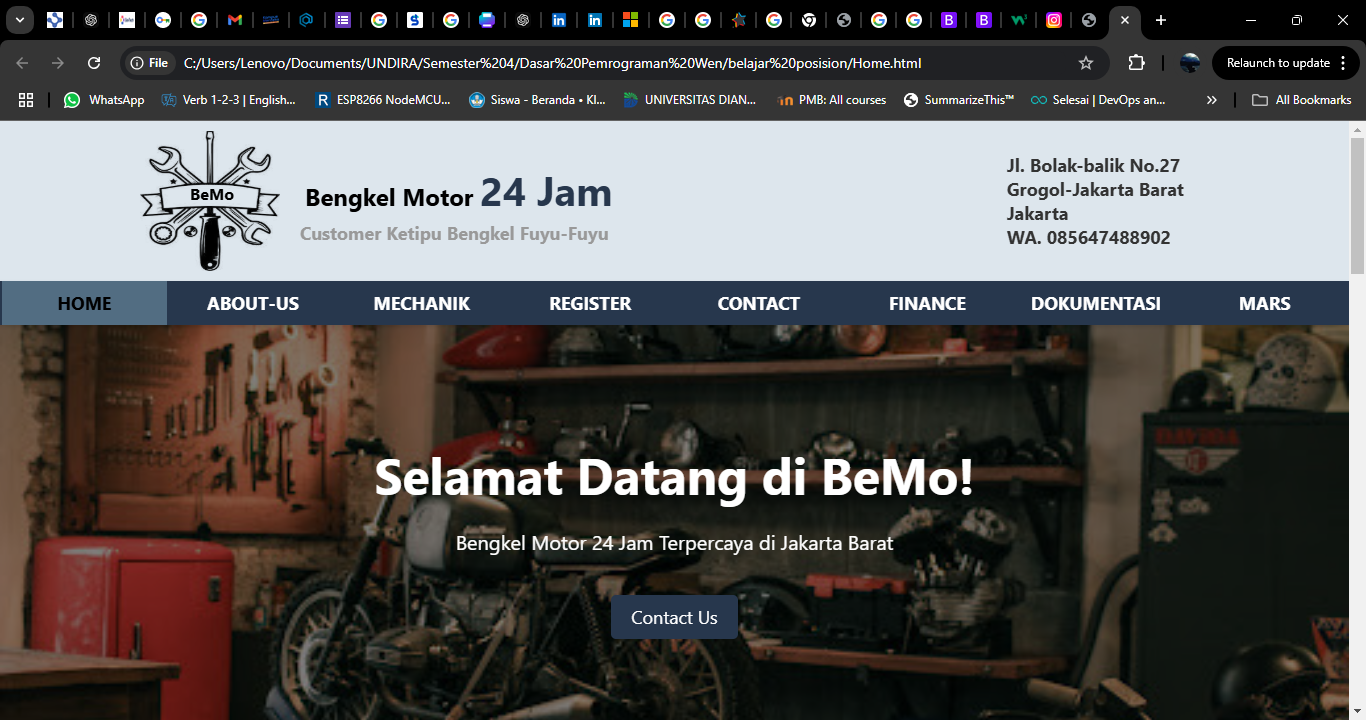 File
C:/Users/Lenovo/Documents/UNDIRA/Semester%204/Dasar%20Pemrograman%20Wen/belajar%20posision/Home.html
Relaunch to update
WhatsApp
Verb 1-2-3 | English...
ESP8266 NodeMCU...
Siswa - Beranda • Kl...
UNIVERSITAS DIAN...
PMB: All courses
SummarizeThis™
Selesai | DevOps an...
All Bookmarks
BeMo
Bengkel Motor 24 Jam
Customer Ketipu Bengkel Fuyu-Fuyu
Jl. Bolak-balik No.27
Grogol-Jakarta Barat
Jakarta
WA. 085647488902
HOME
ABOUT-US
MECHANIK
REGISTER
CONTACT
FINANCE
DOKUMENTASI
MARS
Selamat Datang di BeMo!
Bengkel Motor 24 Jam Terpercaya di Jakarta Barat
Contact Us